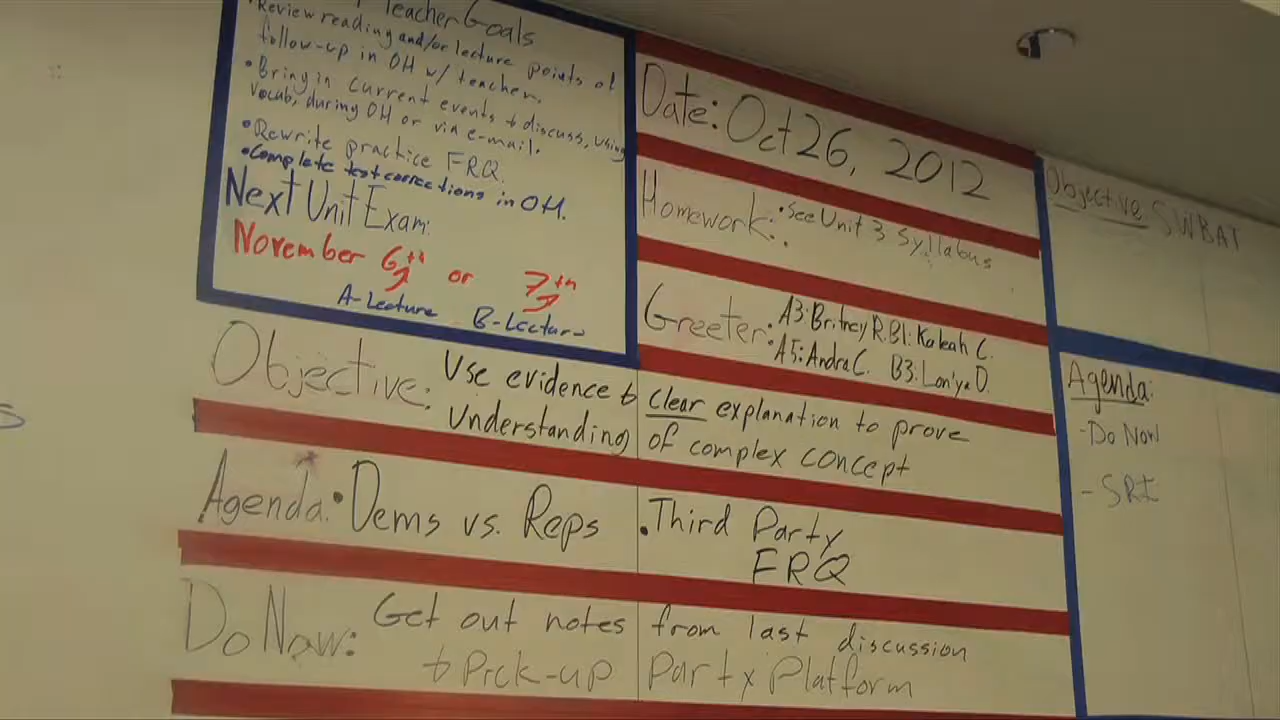 Teacher Goals
• Review reading and/or lecture points of
follow-up in OH w/ teacher.
• Bring in current events + discuss, using
vocab, during OH or via e-mail.
• Rewrite practice FRQ.
• Complete test corrections in OH.
Next Unit Exam:
November 6th or 7th
A-Lecture B-Lecture
Date: Oct 26, 2012
Homework: • See Unit 3 Syllabus
•
Greeter: • A3: Britney R. B1: Kaleah C.
• A5: Andra C. B3: Lon'ya D.
Objective: Use evidence & clear explanation to prove
Understanding of complex concept
Agenda: • Dems vs. Reps • Third Party
FRQ
Do Now: Get out notes from last discussion
+ Pick-up Party Platform
Objective SWBAT
Agenda:
- Do Now
- SRI